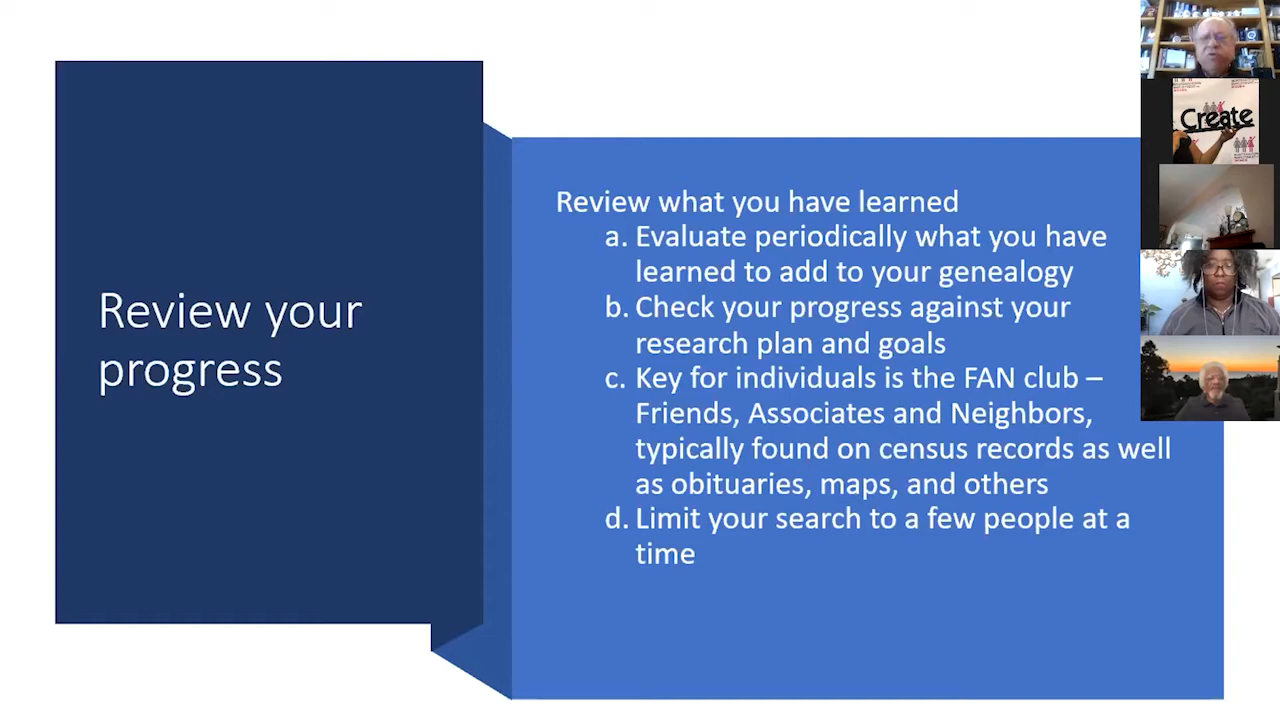 Review your
progress
Review what you have learned
a. Evaluate periodically what you have
learned to add to your genealogy
b. Check your progress against your
research plan and goals
c. Key for individuals is the FAN club –
Friends, Associates and Neighbors,
typically found on census records as well
as obituaries, maps, and others
d. Limit your search to a few people at a
time
Create